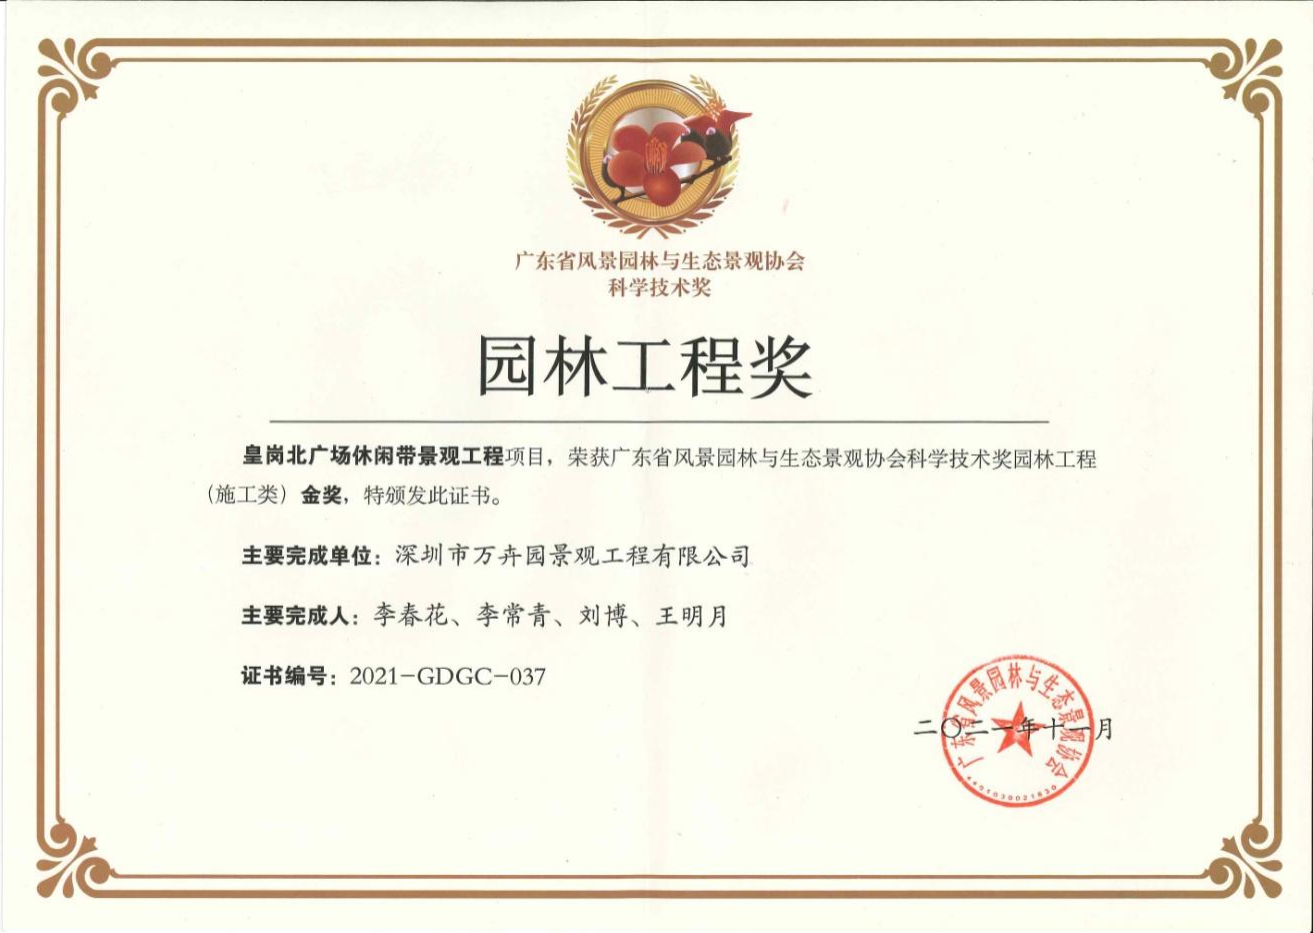 广东省风景园林与生态景观协会
科学技术奖
园林工程奖
皇岗北广场休闲带景观工程项目，荣获广东省风景园林与生态景观协会科学技术奖园林工程
（施工类）金奖，特颁发此证书。
主要完成单位：深圳市万卉园景观工程有限公司
主要完成人：李春花、李常青、刘博、王明月
证书编号：2021-GDGC-037
二〇二一年十一月
广东省风景园林与生态景观协会